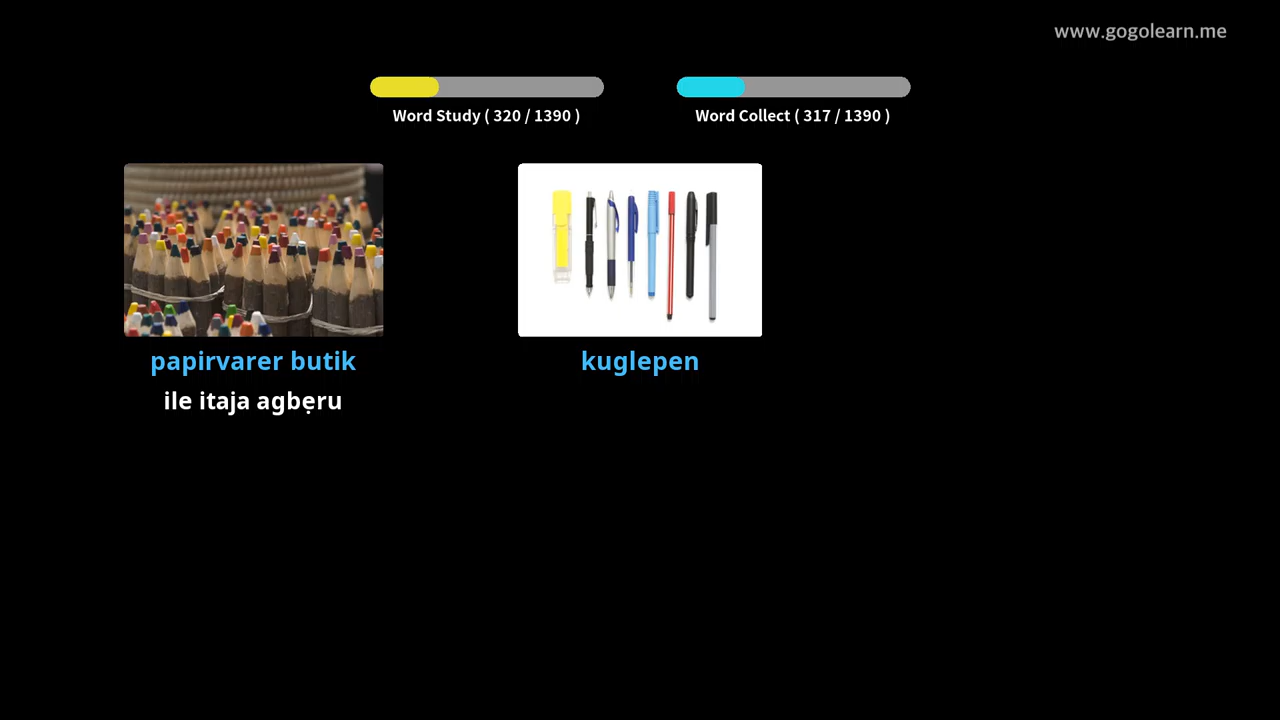 www.gogolearn.me
Word Study ( 320 / 1390 )
Word Collect ( 317 / 1390 )
papirvarer butik
ile itaja agbẹru
kuglepen